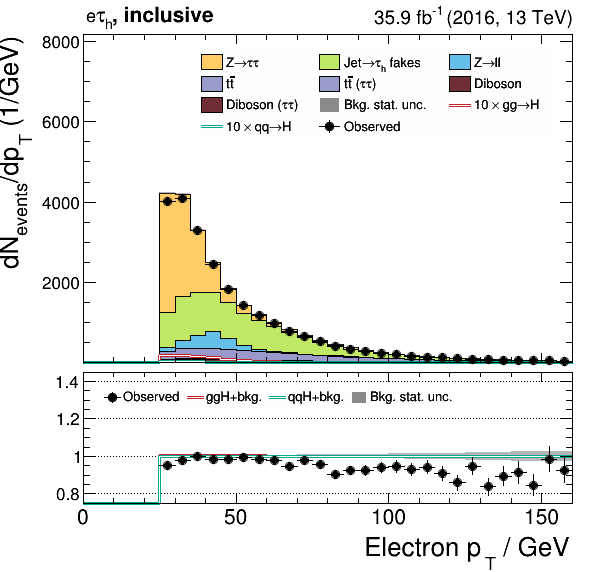 eτh, inclusive 35.9 fb-1 (2016, 13 TeV)
dNevents/dpT (1/GeV)
8000
6000
4000
2000
Z→ττ Jet→τh fakes Z→ll
tt̄ tt̄ (ττ) Diboson
Diboson (ττ) Bkg. stat. unc. 10 × gg→H
10 × qq→H Observed
1.4
1.2
1
0.8
Observed ggH+bkg. qqH+bkg. Bkg. stat. unc.
0 50 100 150
Electron pT / GeV